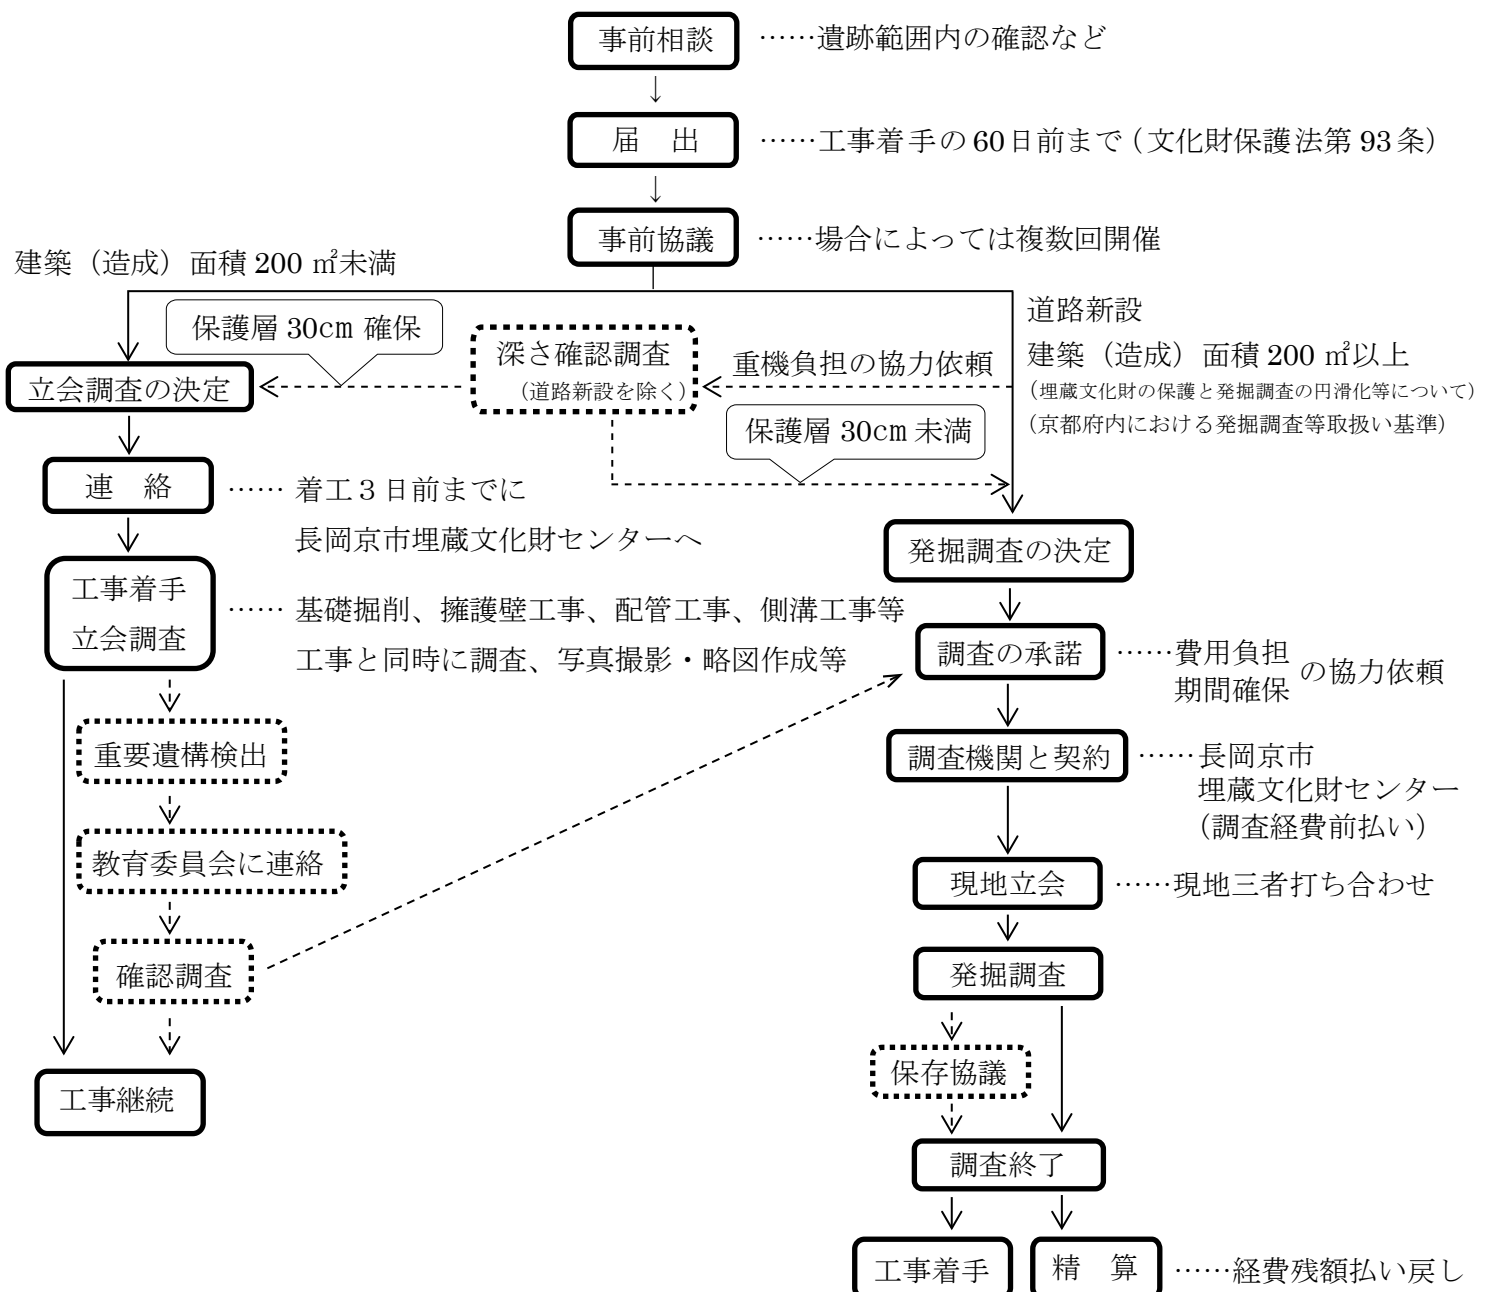 事前相談 ……遺跡範囲内の確認など
↓
届　出 ……工事着手の60日前まで（文化財保護法第93条）
↓
事前協議 ……場合によっては複数回開催
建築（造成）面積200㎡未満
保護層30cm確保
深さ確認調査
（道路新設を除く）
重機負担の協力依頼
道路新設
建築（造成）面積200㎡以上
（埋蔵文化財の保護と発掘調査の円滑化等について）
（京都府内における発掘調査等取扱い基準）
保護層30cm未満
立会調査の決定
連　絡 …… 着工３日前までに
長岡京市埋蔵文化財センターへ
工事着手
立会調査
…… 基礎掘削、擁護壁工事、配管工事、側溝工事等
工事と同時に調査、写真撮影・略図作成等
重要遺構検出
教育委員会に連絡
確認調査
工事継続
発掘調査の決定
調査の承諾 ……費用負担
期間確保
の協力依頼
調査機関と契約 ……長岡京市
埋蔵文化財センター
（調査経費前払い）
現地立会 ……現地三者打ち合わせ
発掘調査
保存協議
調査終了
工事着手
精　算 ……経費残額払い戻し